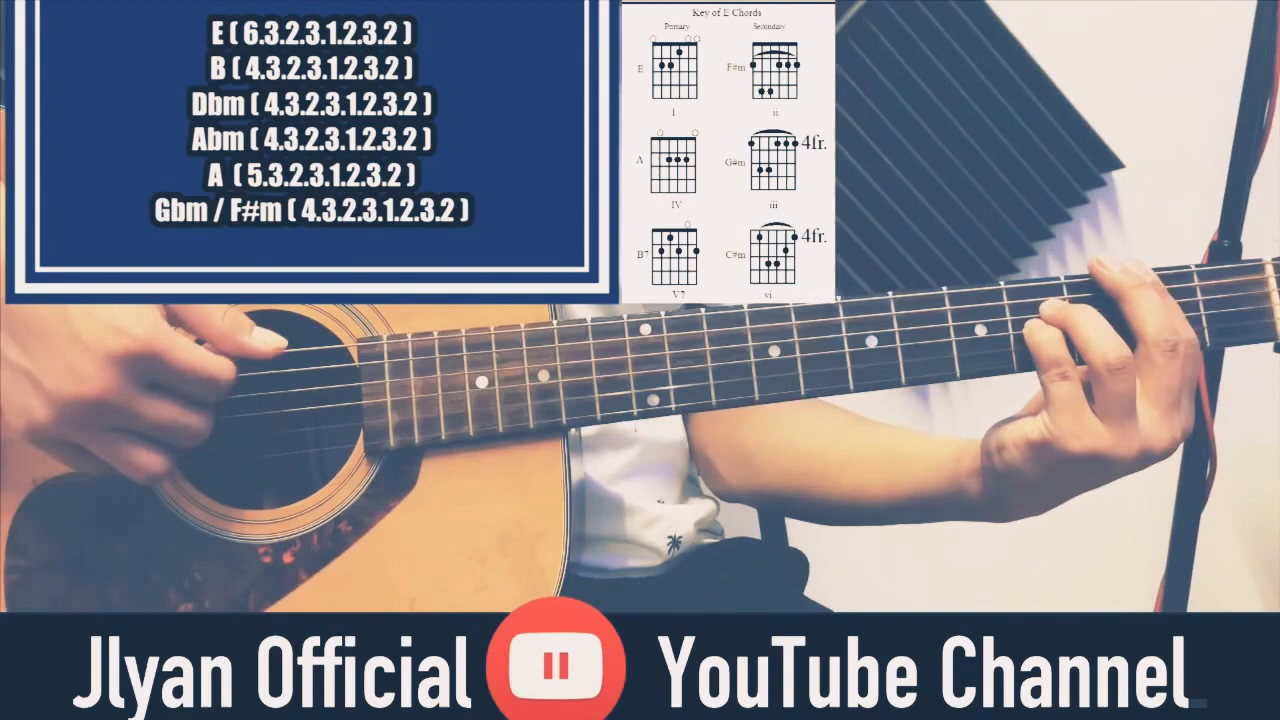 E ( 6.3.2.3.1.2.3.2 )
B ( 4.3.2.3.1.2.3.2 )
Dbm ( 4.3.2.3.1.2.3.2 )
Abm ( 4.3.2.3.1.2.3.2 )
A ( 5.3.2.3.1.2.3.2 )
Gbm / F#m ( 4.3.2.3.1.2.3.2 )
Key of E Chords
Primary Secondary
E F#m
I ii
A G#m 4fr.
IV iii
B7 C#m 4fr.
V7 vi
Jlyan Official YouTube Channel